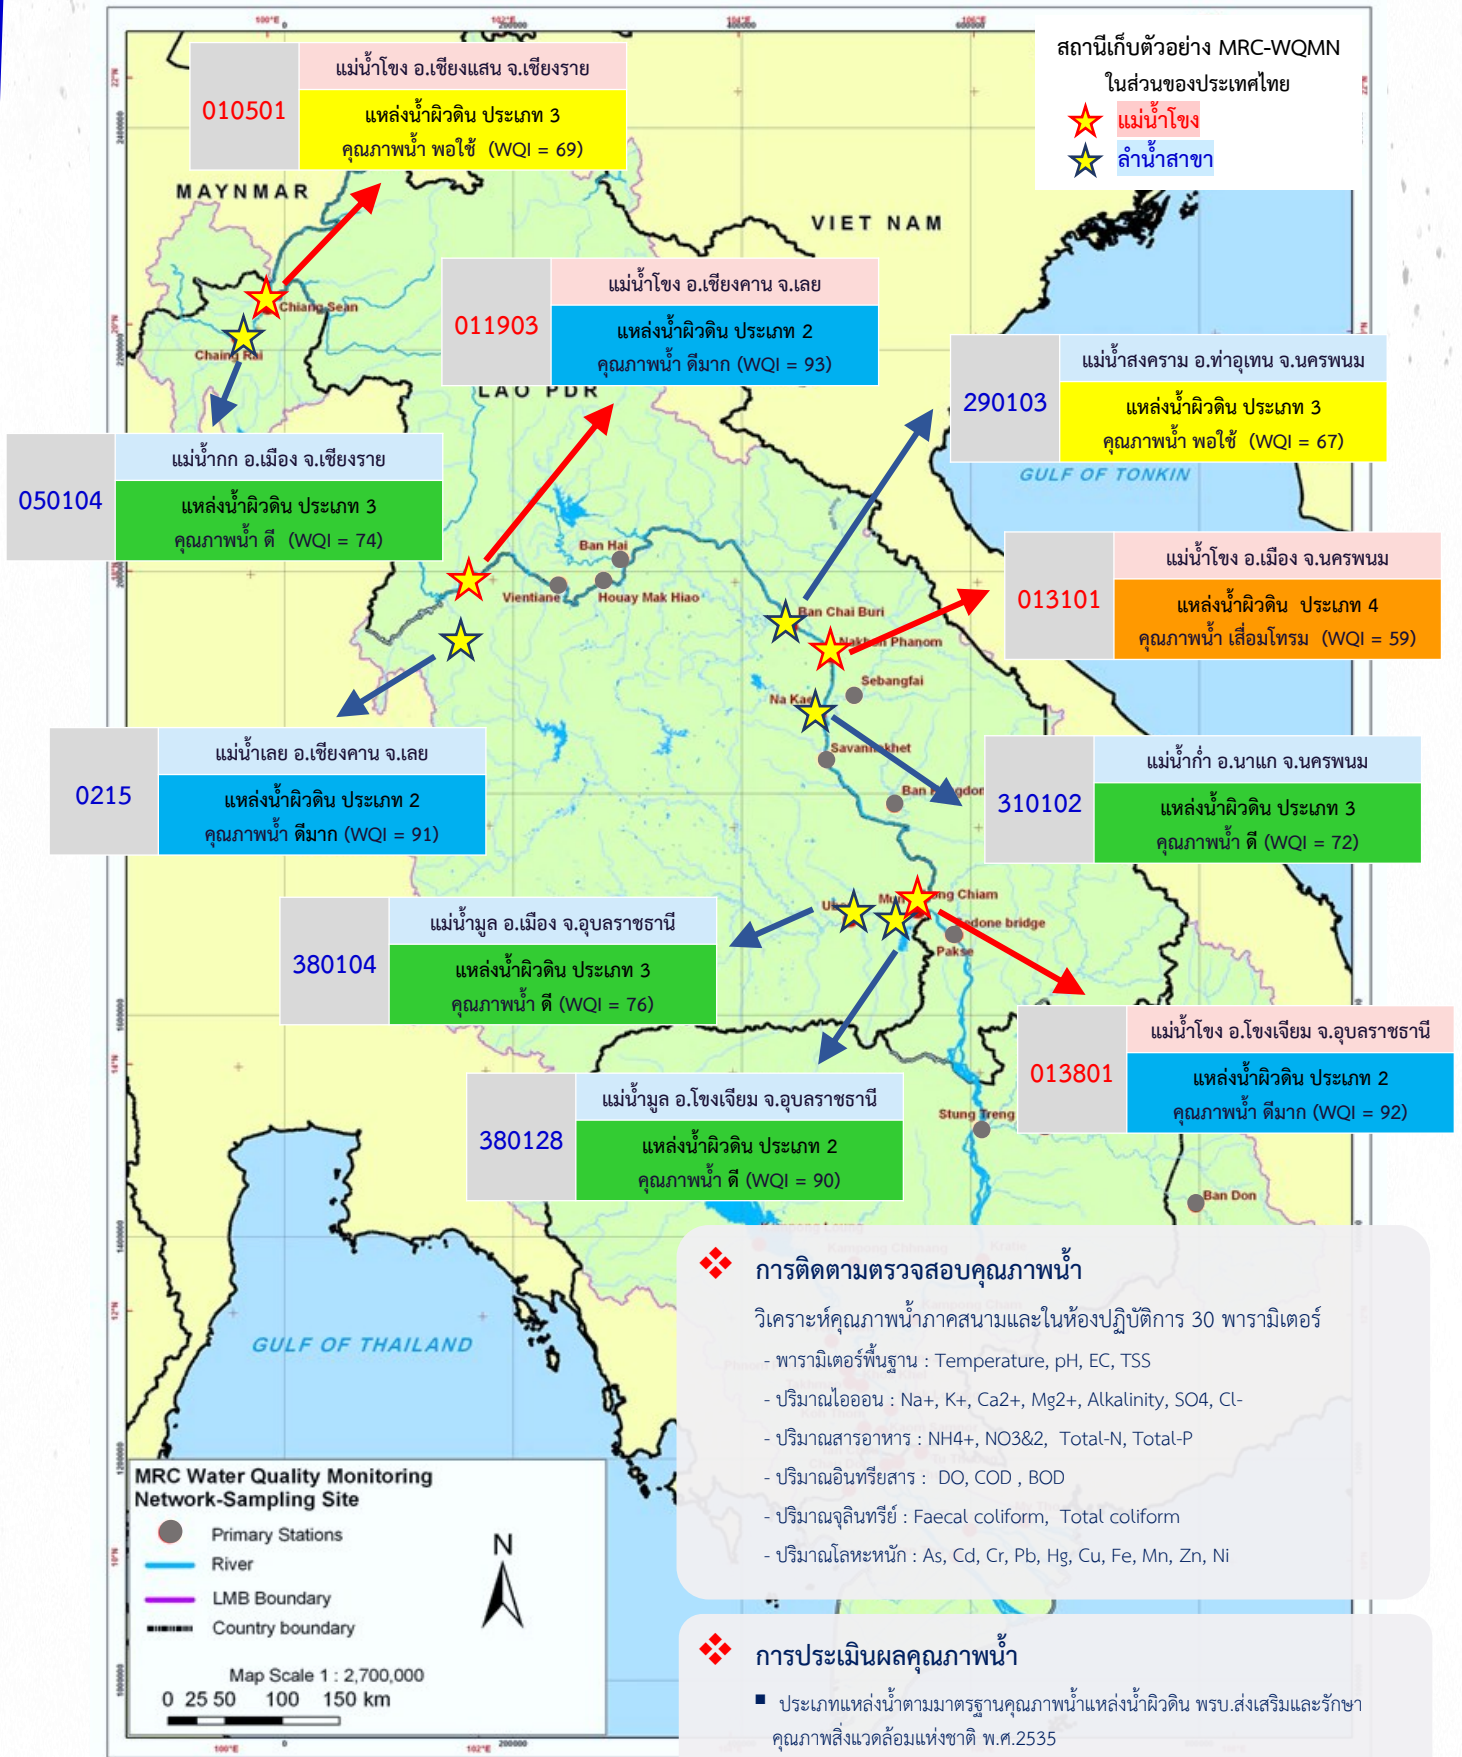 สถานีเก็บตัวอย่าง MRC-WQMN
ในส่วนของประเทศไทย
แม่น้ำโขง
ลำน้ำสาขา
010501
แม่น้ำโขง อ.เชียงแสน จ.เชียงราย
แหล่งน้ำผิวดิน ประเภท 3
คุณภาพน้ำ พอใช้ (WQI = 69)
MAYNMAR
VIET NAM
Chiang Sean
Chaing Rai
011903
แม่น้ำโขง อ.เชียงคาน จ.เลย
แหล่งน้ำผิวดิน ประเภท 2
คุณภาพน้ำ ดีมาก (WQI = 93)
LAO PDR
290103
แม่น้ำสงคราม อ.ท่าอุเทน จ.นครพนม
แหล่งน้ำผิวดิน ประเภท 3
คุณภาพน้ำ พอใช้ (WQI = 67)
GULF OF TONKIN
050104
แม่น้ำกก อ.เมือง จ.เชียงราย
แหล่งน้ำผิวดิน ประเภท 3
คุณภาพน้ำ ดี (WQI = 74)
Ban Hai
Vientiane
Houay Mak Hiao
Ban Chai Buri
Nakhon Phanom
013101
แม่น้ำโขง อ.เมือง จ.นครพนม
แหล่งน้ำผิวดิน ประเภท 4
คุณภาพน้ำ เสื่อมโทรม (WQI = 59)
Sebangfai
Na Kae
Savannakhet
0215
แม่น้ำเลย อ.เชียงคาน จ.เลย
แหล่งน้ำผิวดิน ประเภท 2
คุณภาพน้ำ ดีมาก (WQI = 91)
310102
แม่น้ำก่ำ อ.นาแก จ.นครพนม
แหล่งน้ำผิวดิน ประเภท 3
คุณภาพน้ำ ดี (WQI = 72)
380104
แม่น้ำมูล อ.เมือง จ.อุบลราชธานี
แหล่งน้ำผิวดิน ประเภท 3
คุณภาพน้ำ ดี (WQI = 76)
Pakse
013801
แม่น้ำโขง อ.โขงเจียม จ.อุบลราชธานี
แหล่งน้ำผิวดิน ประเภท 2
คุณภาพน้ำ ดีมาก (WQI = 92)
380128
แม่น้ำมูล อ.โขงเจียม จ.อุบลราชธานี
แหล่งน้ำผิวดิน ประเภท 2
คุณภาพน้ำ ดี (WQI = 90)
Stung Treng
Ban Don
GULF OF THAILAND
การติดตามตรวจสอบคุณภาพน้ำ
วิเคราะห์คุณภาพน้ำภาคสนามและในห้องปฏิบัติการ 30 พารามิเตอร์
- พารามิเตอร์พื้นฐาน : Temperature, pH, EC, TSS
- ปริมาณไอออน : Na+, K+, Ca2+, Mg2+, Alkalinity, SO4, Cl-
- ปริมาณสารอาหาร : NH4+, NO3&2, Total-N, Total-P
- ปริมาณอินทรียสาร : DO, COD , BOD
- ปริมาณจุลินทรีย์ : Faecal coliform, Total coliform
- ปริมาณโลหะหนัก : As, Cd, Cr, Pb, Hg, Cu, Fe, Mn, Zn, Ni
MRC Water Quality Monitoring
Network-Sampling Site
Primary Stations
River
LMB Boundary
Country boundary
N
Map Scale 1 : 2,700,000
0 25 50 100 150 km
การประเมินผลคุณภาพน้ำ
■ ประเภทแหล่งน้ำตามมาตรฐานคุณภาพน้ำแหล่งน้ำผิวดิน พรบ.ส่งเสริมและรักษา
คุณภาพสิ่งแวดล้อมแห่งชาติ พ.ศ.2535